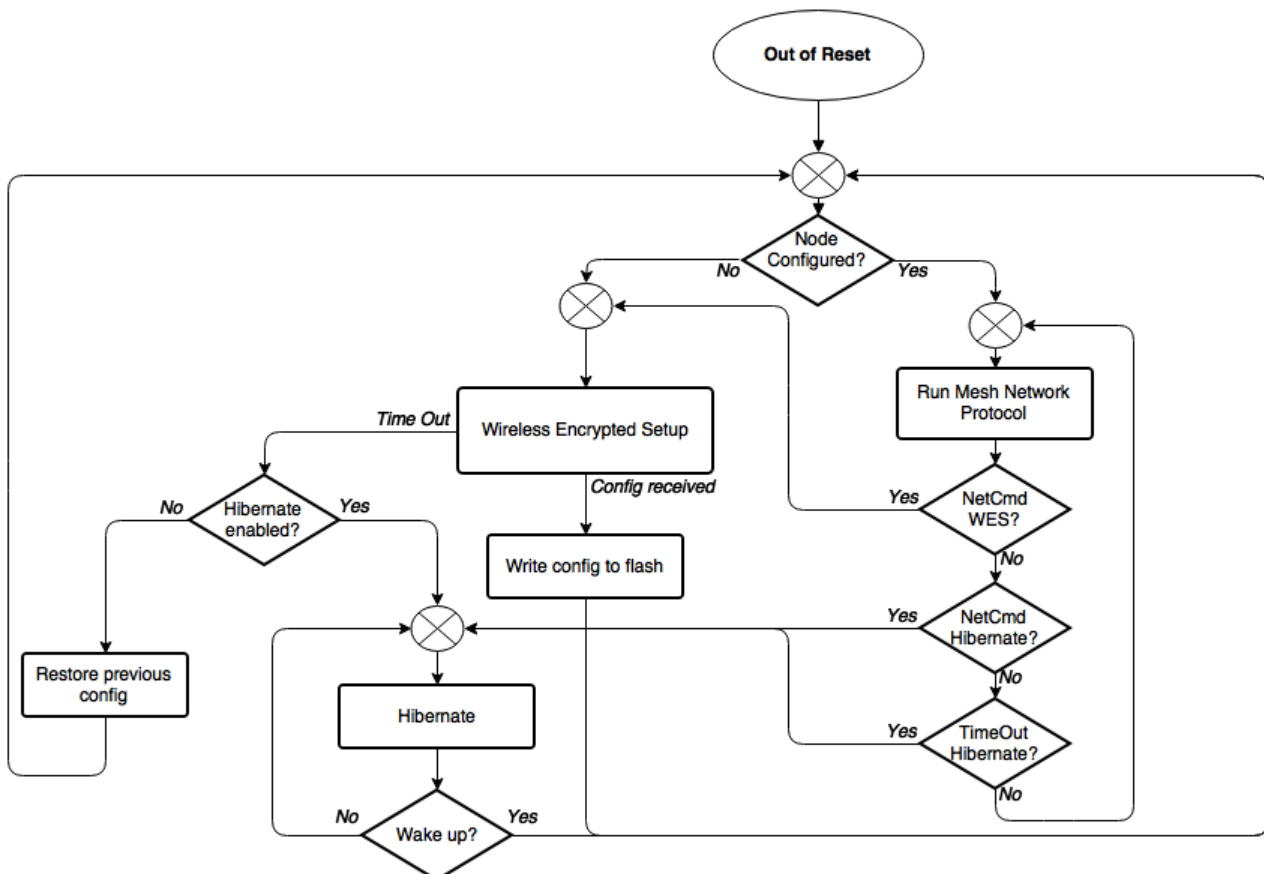 Out of Reset
Node
Configured?
No
Yes
Run Mesh Network
Protocol
Time Out
Wireless Encrypted Setup
Config received
Yes
NetCmd
WES?
No
No
Hibernate
enabled?
Yes
Write config to flash
Yes
NetCmd
Hibernate?
No
Restore previous
config
Hibernate
Yes
TimeOut
Hibernate?
No
No
Wake up?
Yes